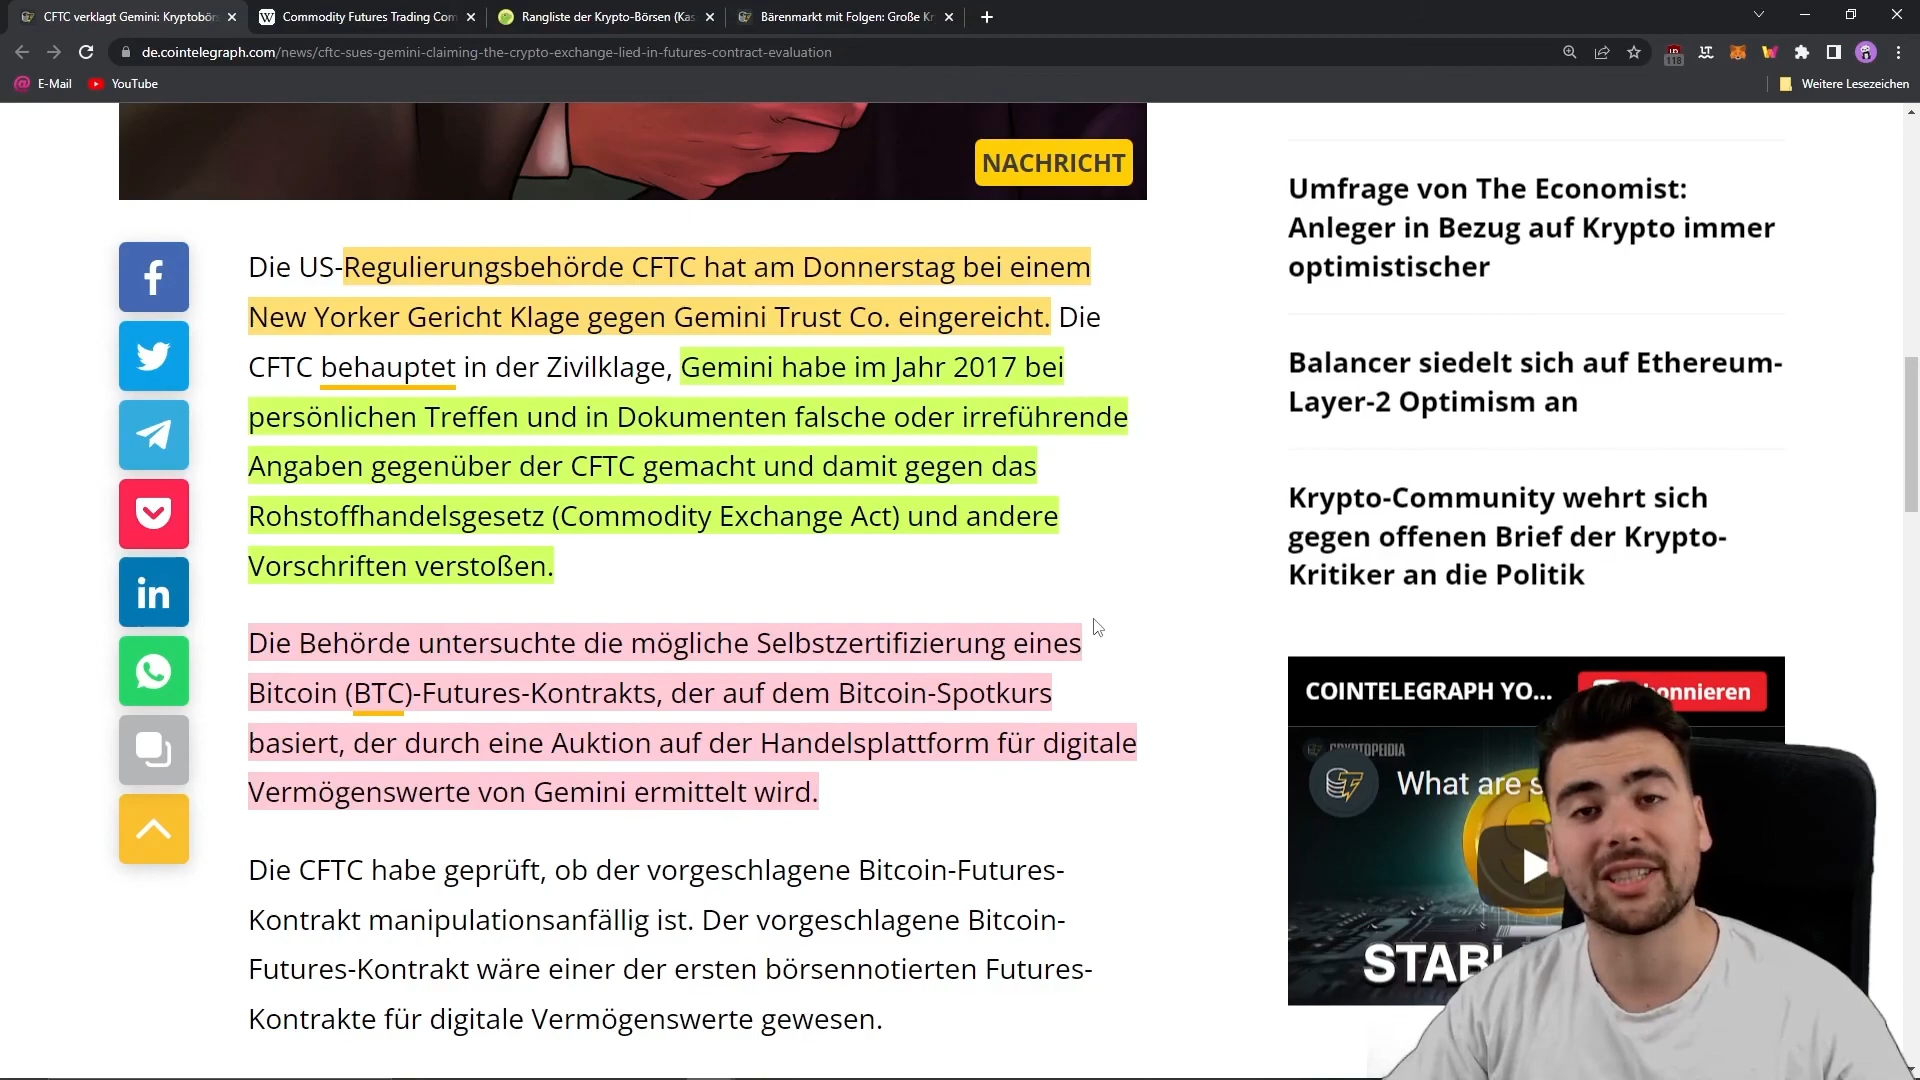 CFTC verklagt Gemini: Kryptobörs
Commodity Futures Trading Com
Rangliste der Krypto-Börsen (Kas
Bärenmarkt mit Folgen: Große Kr
de.cointelegraph.com/news/cftc-sues-gemini-claiming-the-crypto-exchange-lied-in-futures-contract-evaluation
118
E-Mail
YouTube
Weitere Lesezeichen
NACHRICHT
Die US-Regulierungsbehörde CFTC hat am Donnerstag bei einem
New Yorker Gericht Klage gegen Gemini Trust Co. eingereicht. Die
CFTC behauptet in der Zivilklage, Gemini habe im Jahr 2017 bei
persönlichen Treffen und in Dokumenten falsche oder irreführende
Angaben gegenüber der CFTC gemacht und damit gegen das
Rohstoffhandelsgesetz (Commodity Exchange Act) und andere
Vorschriften verstoßen.
Die Behörde untersuchte die mögliche Selbstzertifizierung eines
Bitcoin (BTC)-Futures-Kontrakts, der auf dem Bitcoin-Spotkurs
basiert, der durch eine Auktion auf der Handelsplattform für digitale
Vermögenswerte von Gemini ermittelt wird.
Die CFTC habe geprüft, ob der vorgeschlagene Bitcoin-Futures-
Kontrakt manipulationsanfällig ist. Der vorgeschlagene Bitcoin-
Futures-Kontrakt wäre einer der ersten börsennotierten Futures-
Kontrakte für digitale Vermögenswerte gewesen.
Umfrage von The Economist:
Anleger in Bezug auf Krypto immer
optimistischer
Balancer siedelt sich auf Ethereum-
Layer-2 Optimism an
Krypto-Community wehrt sich
gegen offenen Brief der Krypto-
Kritiker an die Politik
COINTELEGRAPH YO...
onnieren
CRYPTOPEDIA
What are s
STABL